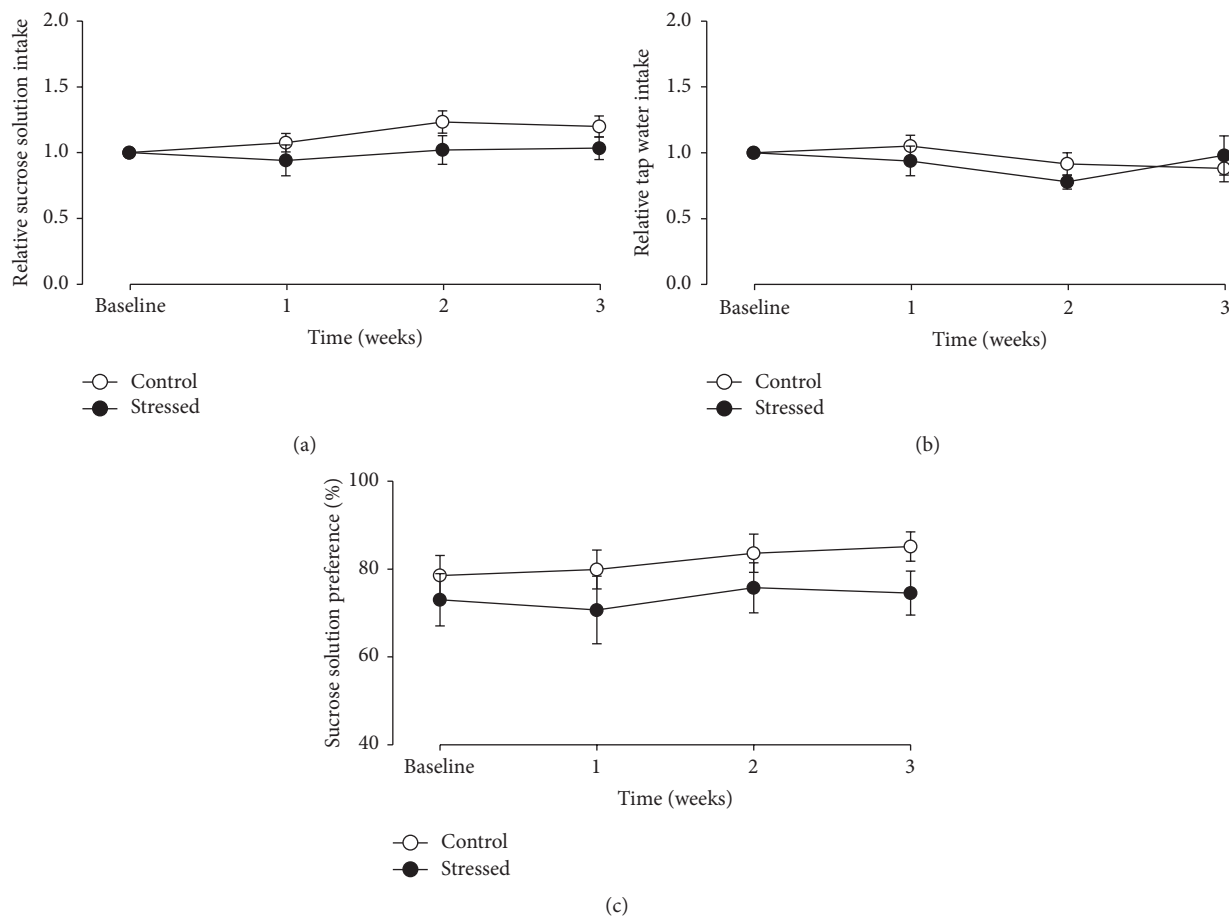 Relative sucrose solution intake
2.0
1.5
1.0
0.5
0.0
Baseline
1
2
3
Time (weeks)
Control
Stressed
(a)
Relative tap water intake
2.0
1.5
1.0
0.5
0.0
Baseline
1
2
3
Time (weeks)
Control
Stressed
(b)
Sucrose solution preference (%)
100
80
60
40
Baseline
1
2
3
Time (weeks)
Control
Stressed
(c)